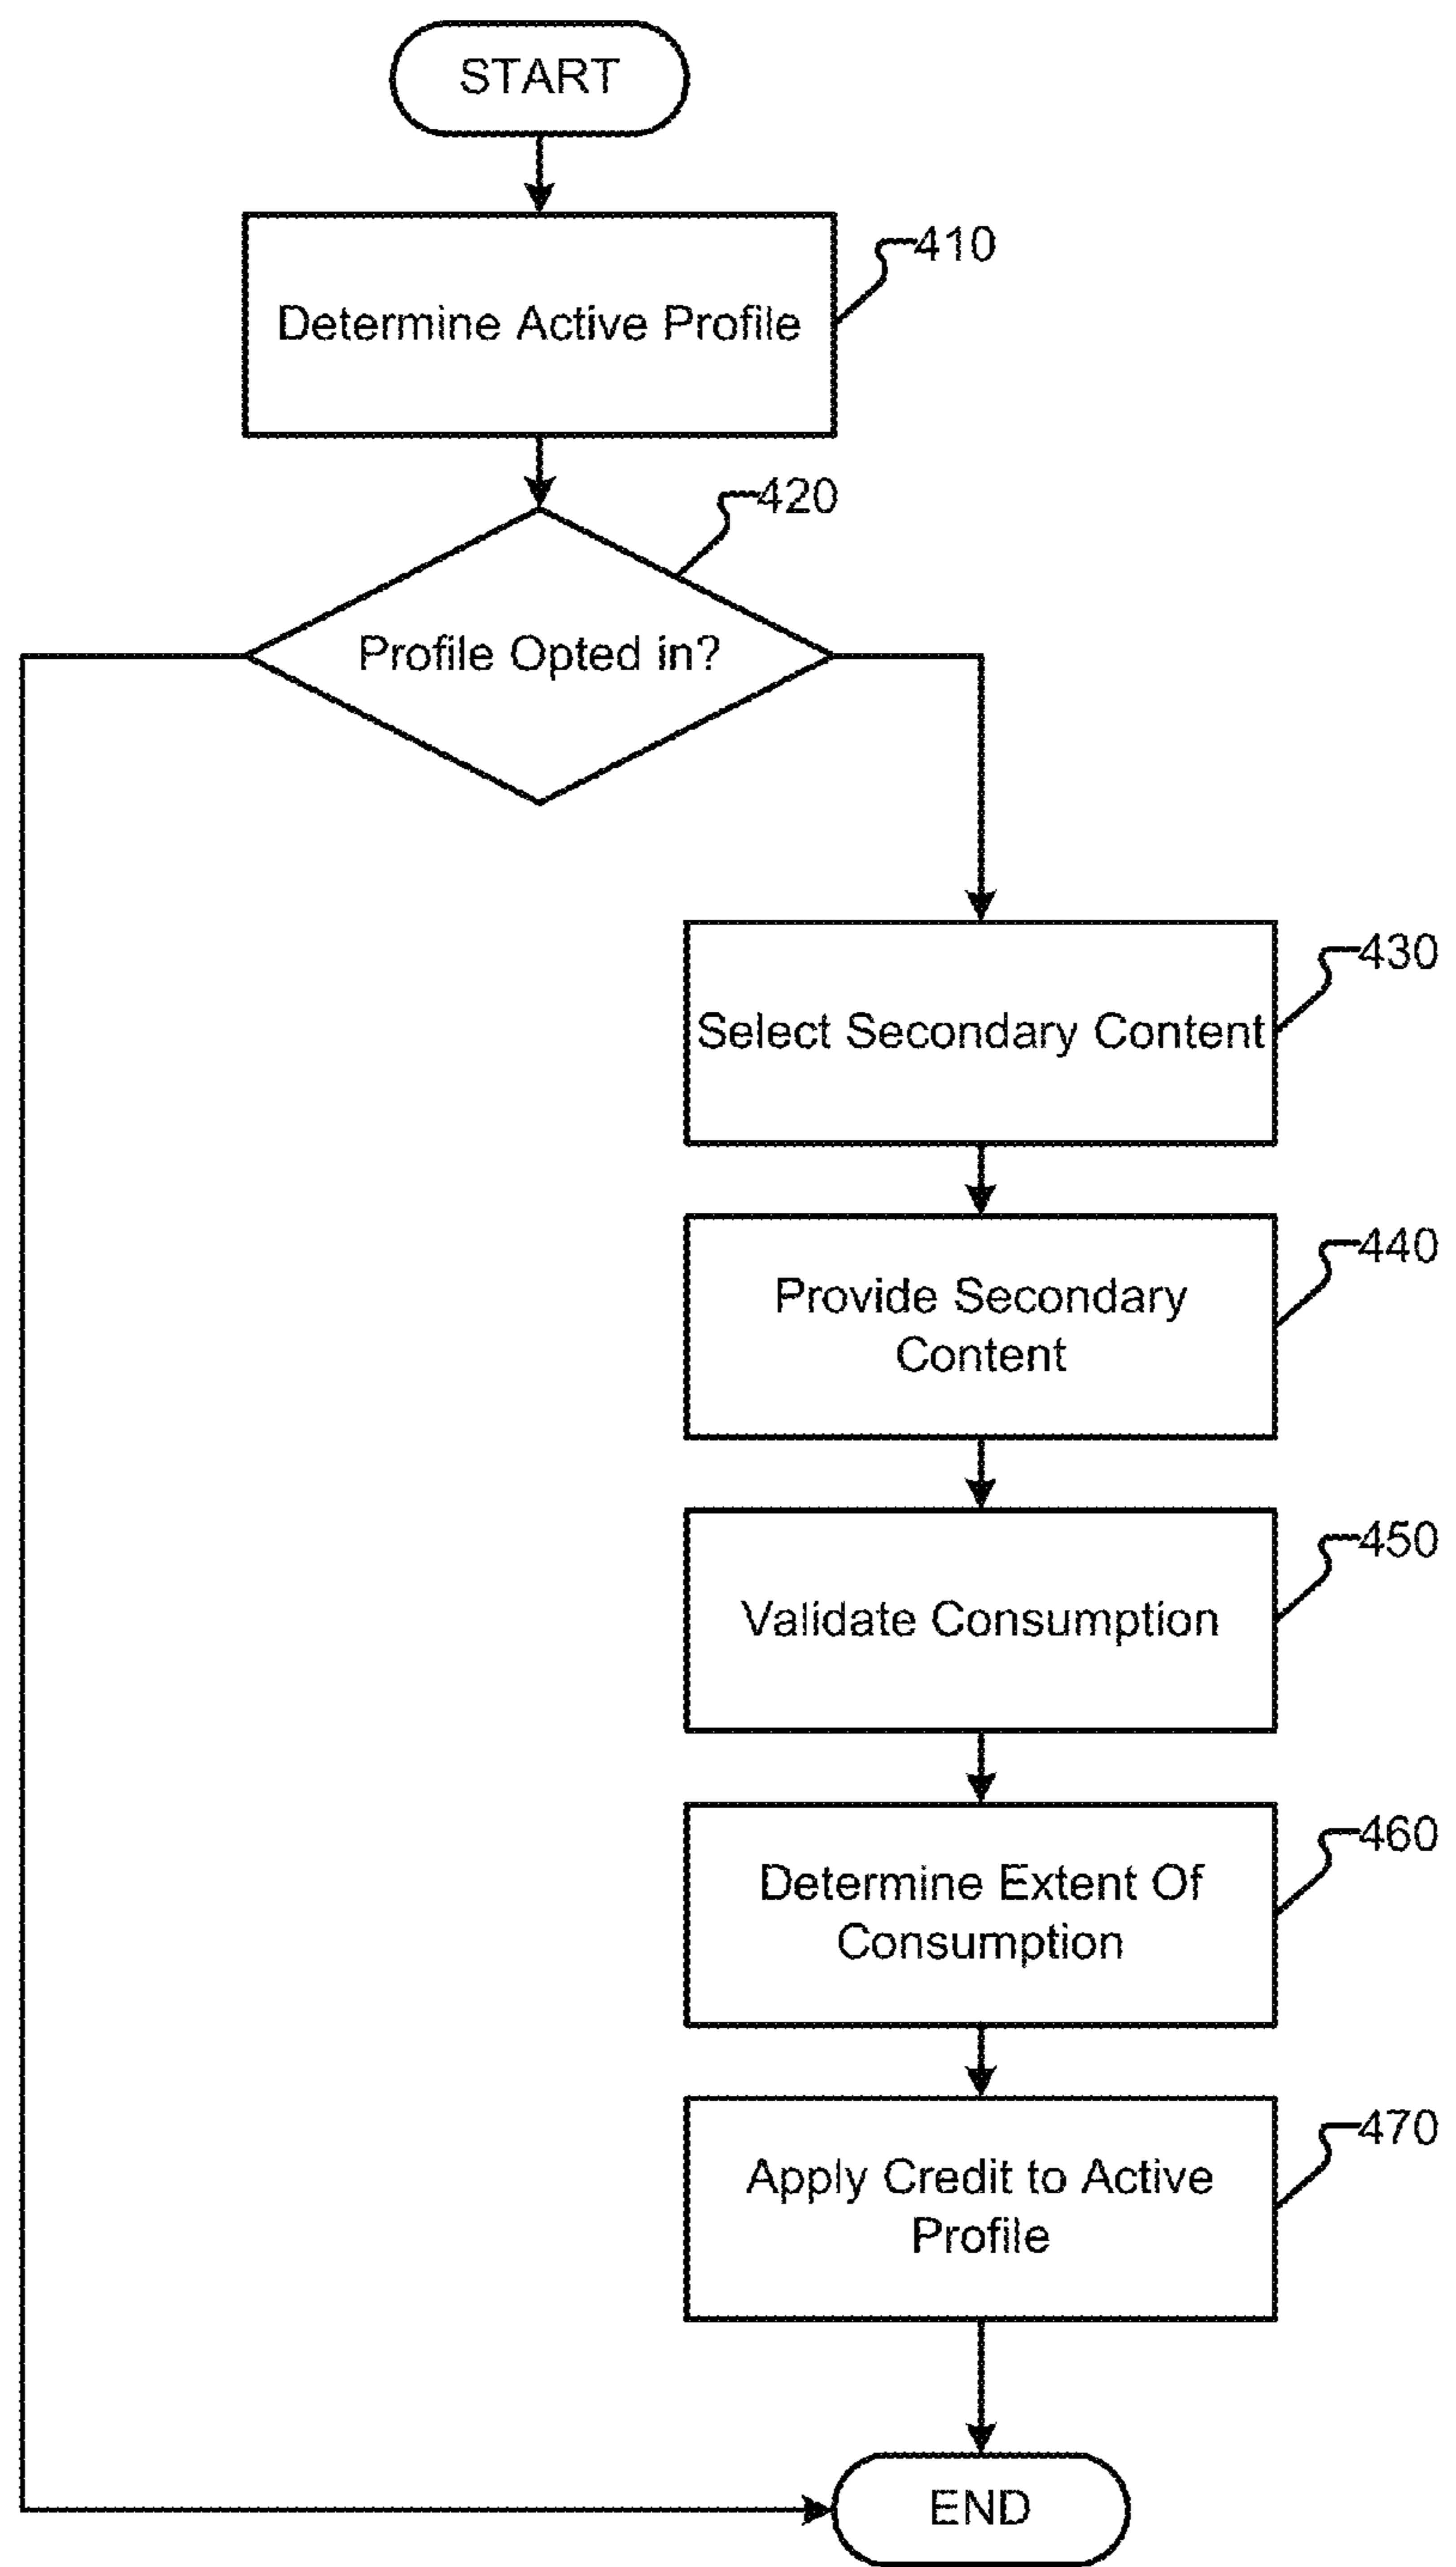 START
410
Determine Active Profile
420
Profile Opted in?
430
Select Secondary Content
440
Provide Secondary
Content
450
Validate Consumption
460
Determine Extent Of
Consumption
470
Apply Credit to Active
Profile
END